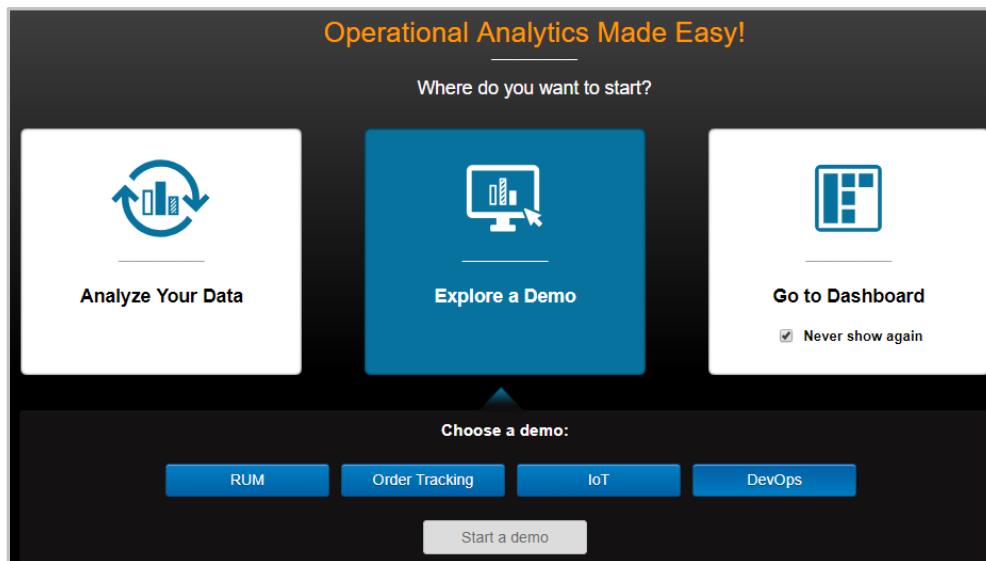 Operational Analytics Made Easy!
Where do you want to start?
Analyze Your Data
Explore a Demo
Go to Dashboard
Never show again
Choose a demo:
RUM
Order Tracking
IoT
DevOps
Start a demo